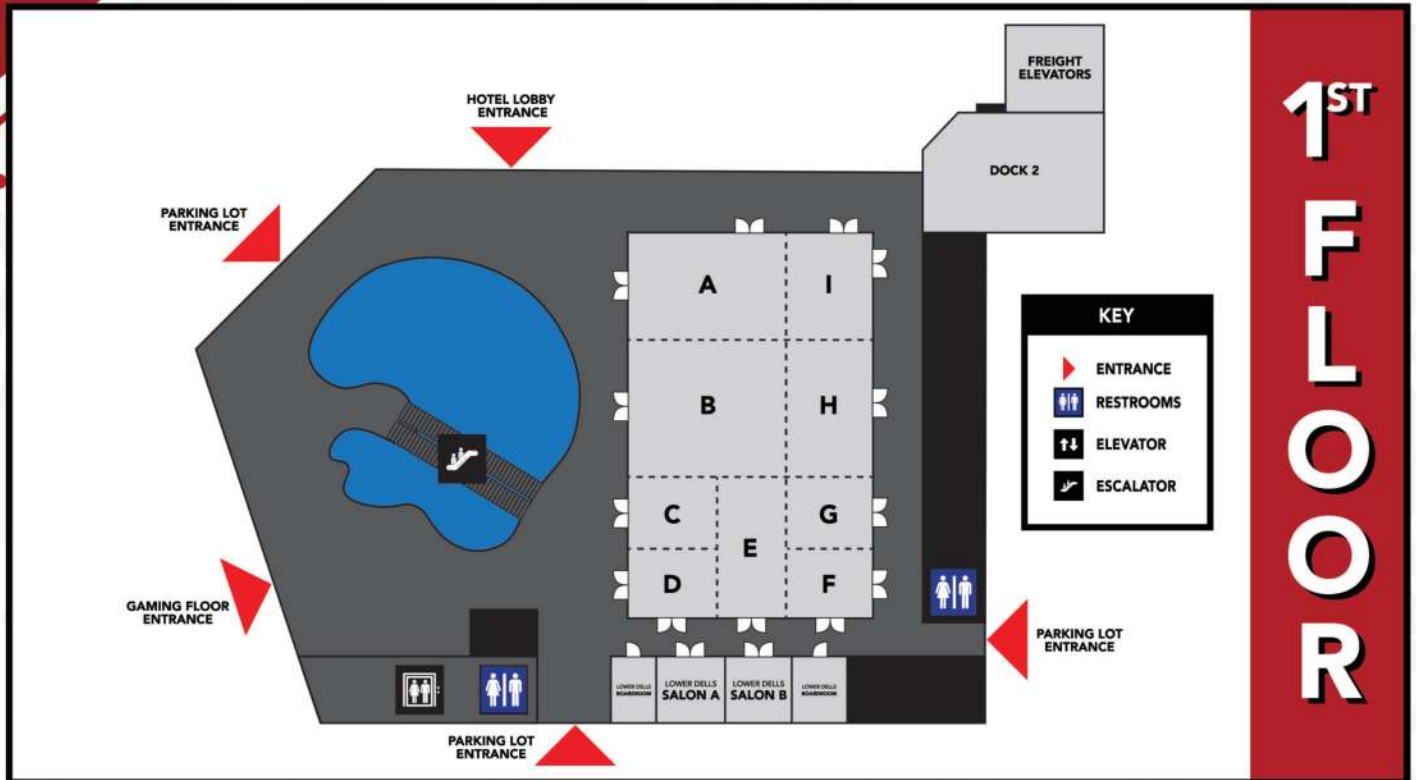 1ST FLOOR
FREIGHT
ELEVATORS
HOTEL LOBBY
ENTRANCE
DOCK 2
PARKING LOT
ENTRANCE
A
I
KEY
ENTRANCE
RESTROOMS
ELEVATOR
ESCALATOR
B
H
C
G
E
D
F
GAMING FLOOR
ENTRANCE
PARKING LOT
ENTRANCE
LOWER DELLS
BOARDROOM
LOWER DELLS
SALON A
LOWER DELLS
SALON B
LOWER DELLS
BOARDROOM
PARKING LOT
ENTRANCE